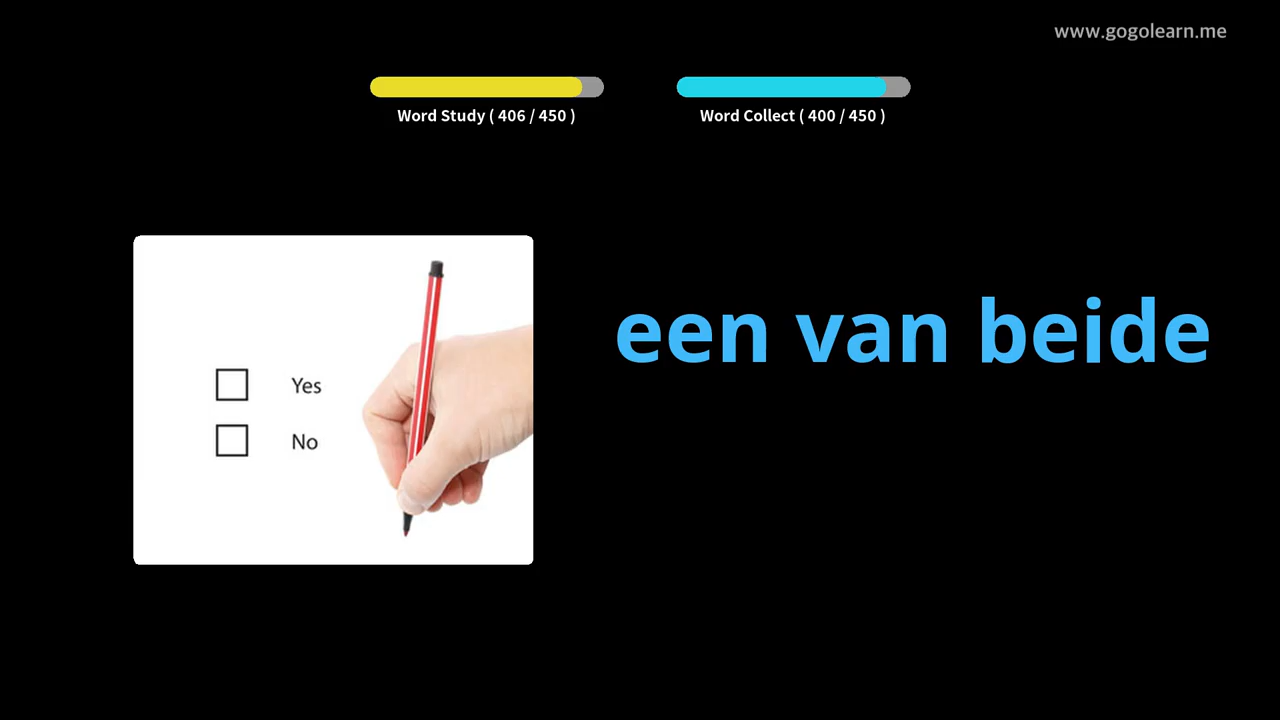 www.gogolearn.me
Word Study ( 406 / 450 )
Word Collect ( 400 / 450 )
Yes
No
een van beide